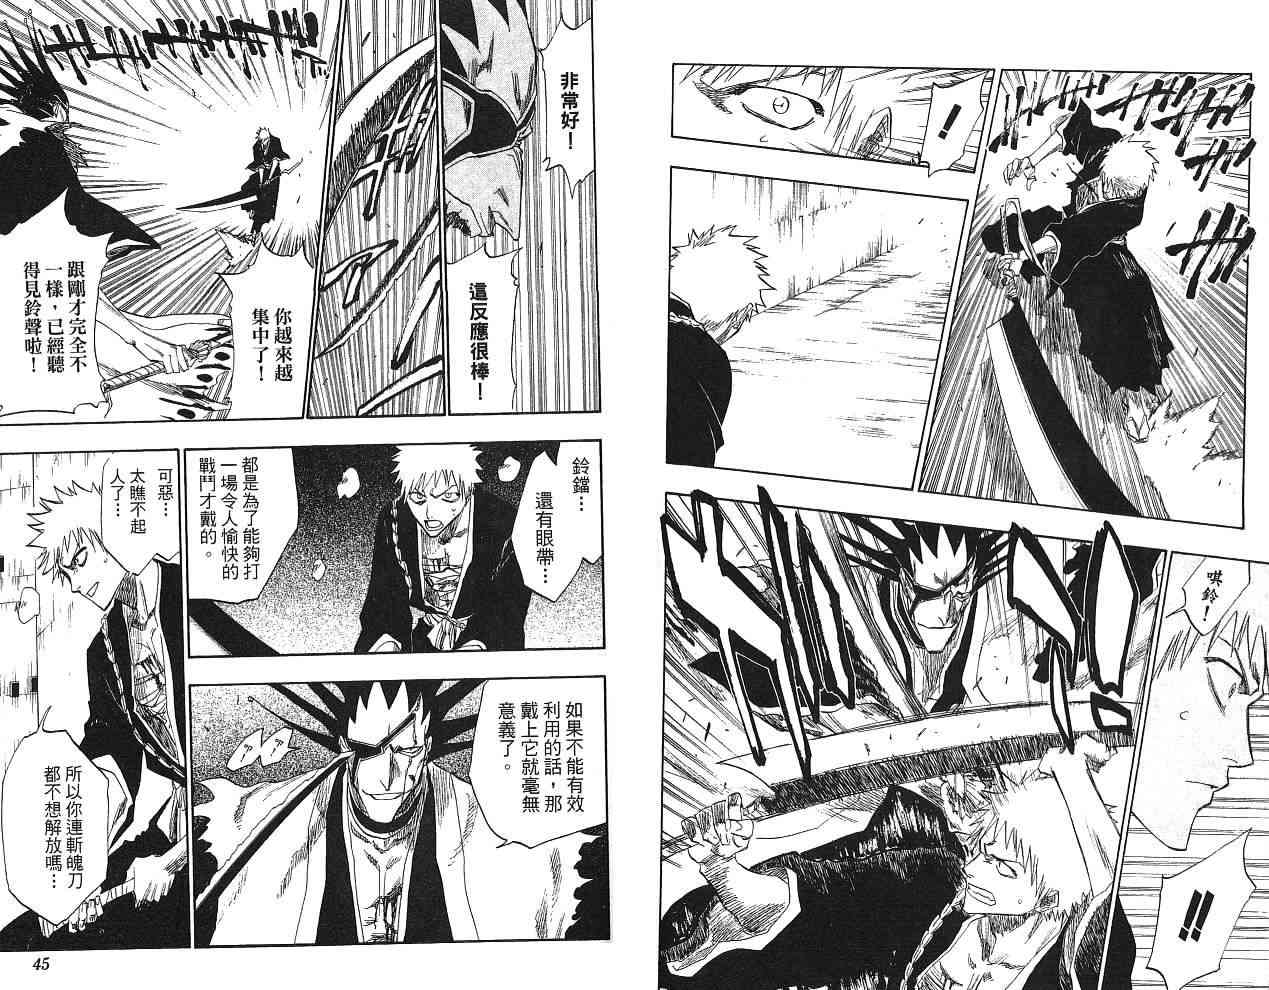 !
哄
鈴!
!!
非常好!
這反應很棒!
你越來越
集中了!
跟剛才完全不
一樣,已經聽
得見鈴聲啦!
鈴鐺…
還有眼帶…
都是為了能夠打
一場令人愉快的
戰鬥才戴的。
如果不能有效
利用的話,那
戴上它就毫無
意義了。
可惡…
太瞧不起
人了…
所以你連斬魄刀
都不想解放嗎…
45